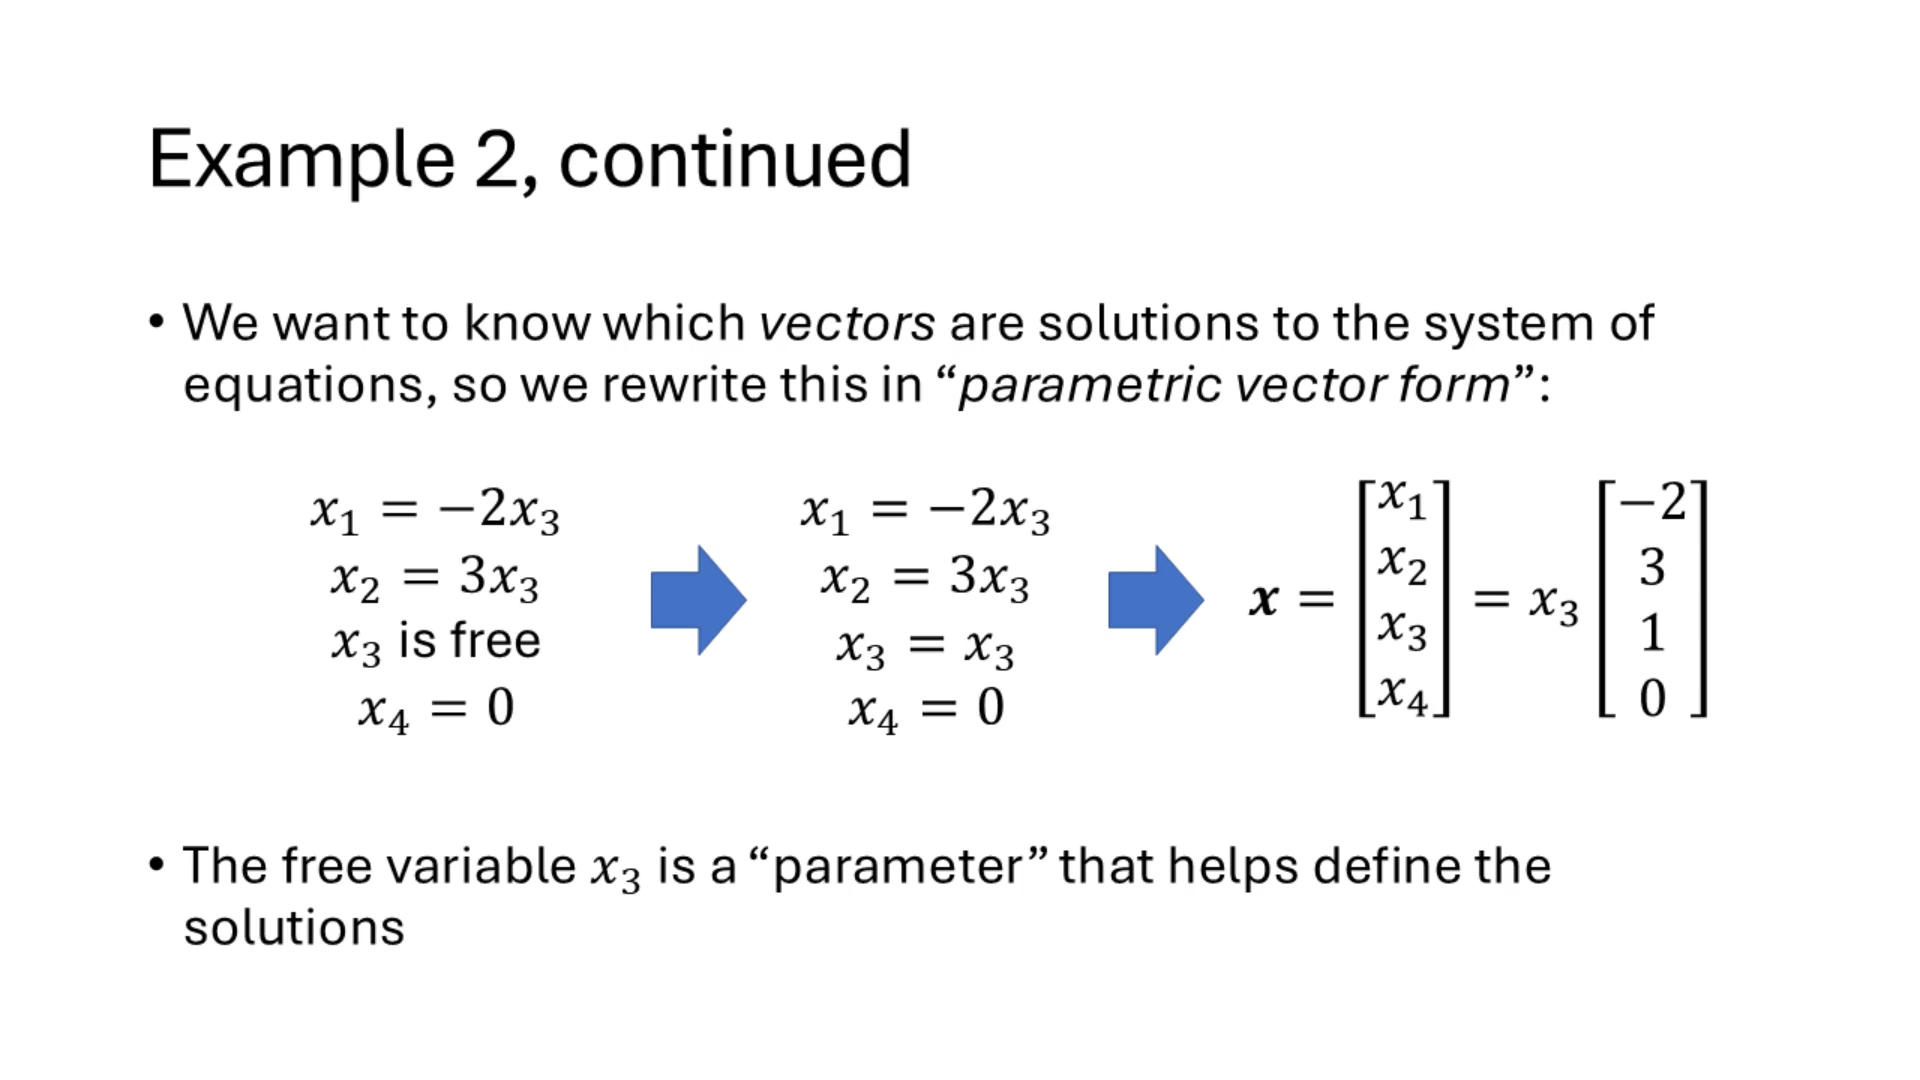 Example 2, continued
• We want to know which vectors are solutions to the system of
equations, so we rewrite this in “parametric vector form”:
x₁ = −2x₃
x₂ = 3x₃
x₃ is free
x₄ = 0
x₁ = −2x₃
x₂ = 3x₃
x₃ = x₃
x₄ = 0
x = [x₁ x₂ x₃ x₄] = x₃ [−2 3 1 0]
• The free variable x₃ is a “parameter” that helps define the
solutions